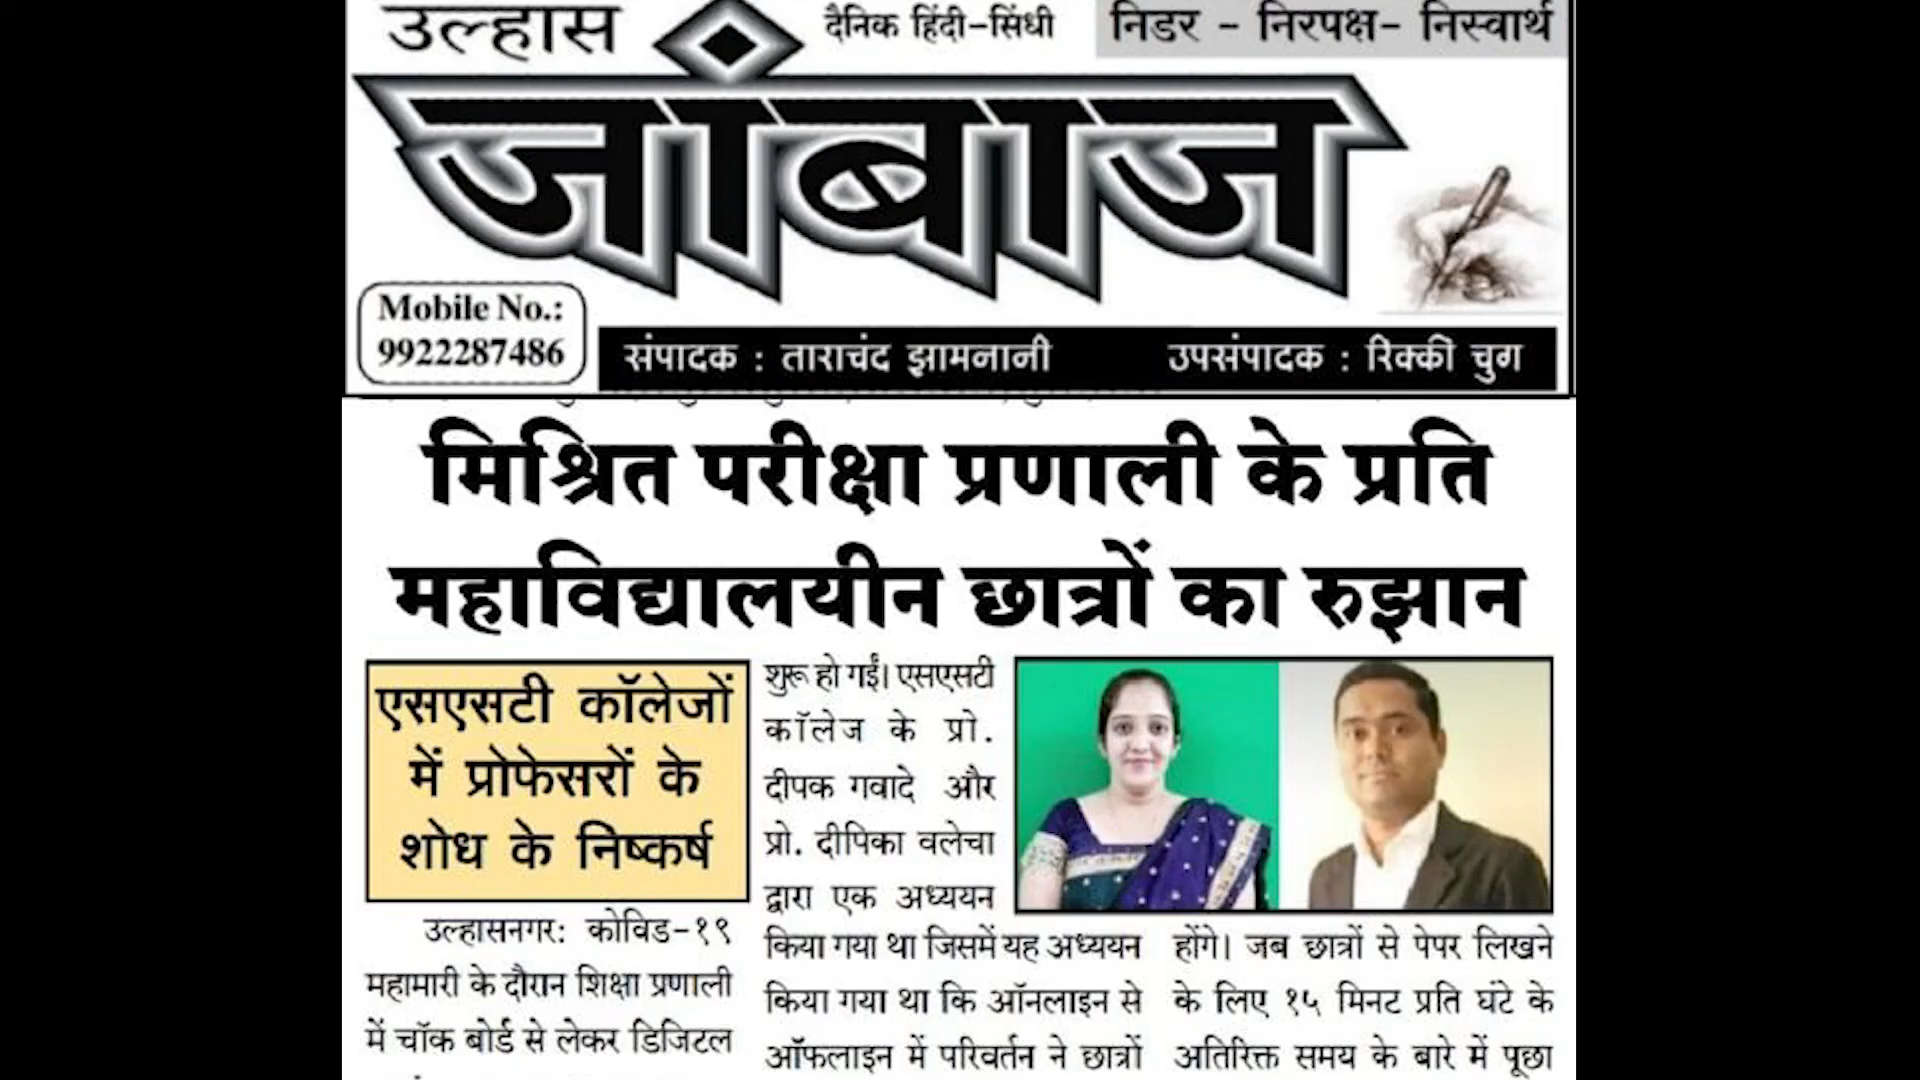 उल्हास
दैनिक हिंदी-सिंधी
निडर - निरपक्ष- निस्वार्थ
जांबाज
Mobile No.:
9922287486
संपादक : ताराचंद झामनानी
उपसंपादक : रिक्की चुग
मिश्रित परीक्षा प्रणाली के प्रति
महाविद्यालयीन छात्रों का रुझान
एसएसटी कॉलेजों
में प्रोफेसरों के
शोध के निष्कर्ष
उल्हासनगर: कोविड-१९
महामारी के दौरान शिक्षा प्रणाली
में चॉक बोर्ड से लेकर डिजिटल
शुरू हो गईं। एसएसटी
कॉलेज के प्रो.
दीपक गवादे और
प्रो. दीपिका वलेचा
द्वारा एक अध्ययन
किया गया था जिसमें यह अध्ययन
किया गया था कि ऑनलाइन से
ऑफलाइन में परिवर्तन ने छात्रों
होंगे। जब छात्रों से पेपर लिखने
के लिए १५ मिनट प्रति घंटे के
अतिरिक्त समय के बारे में पूछा